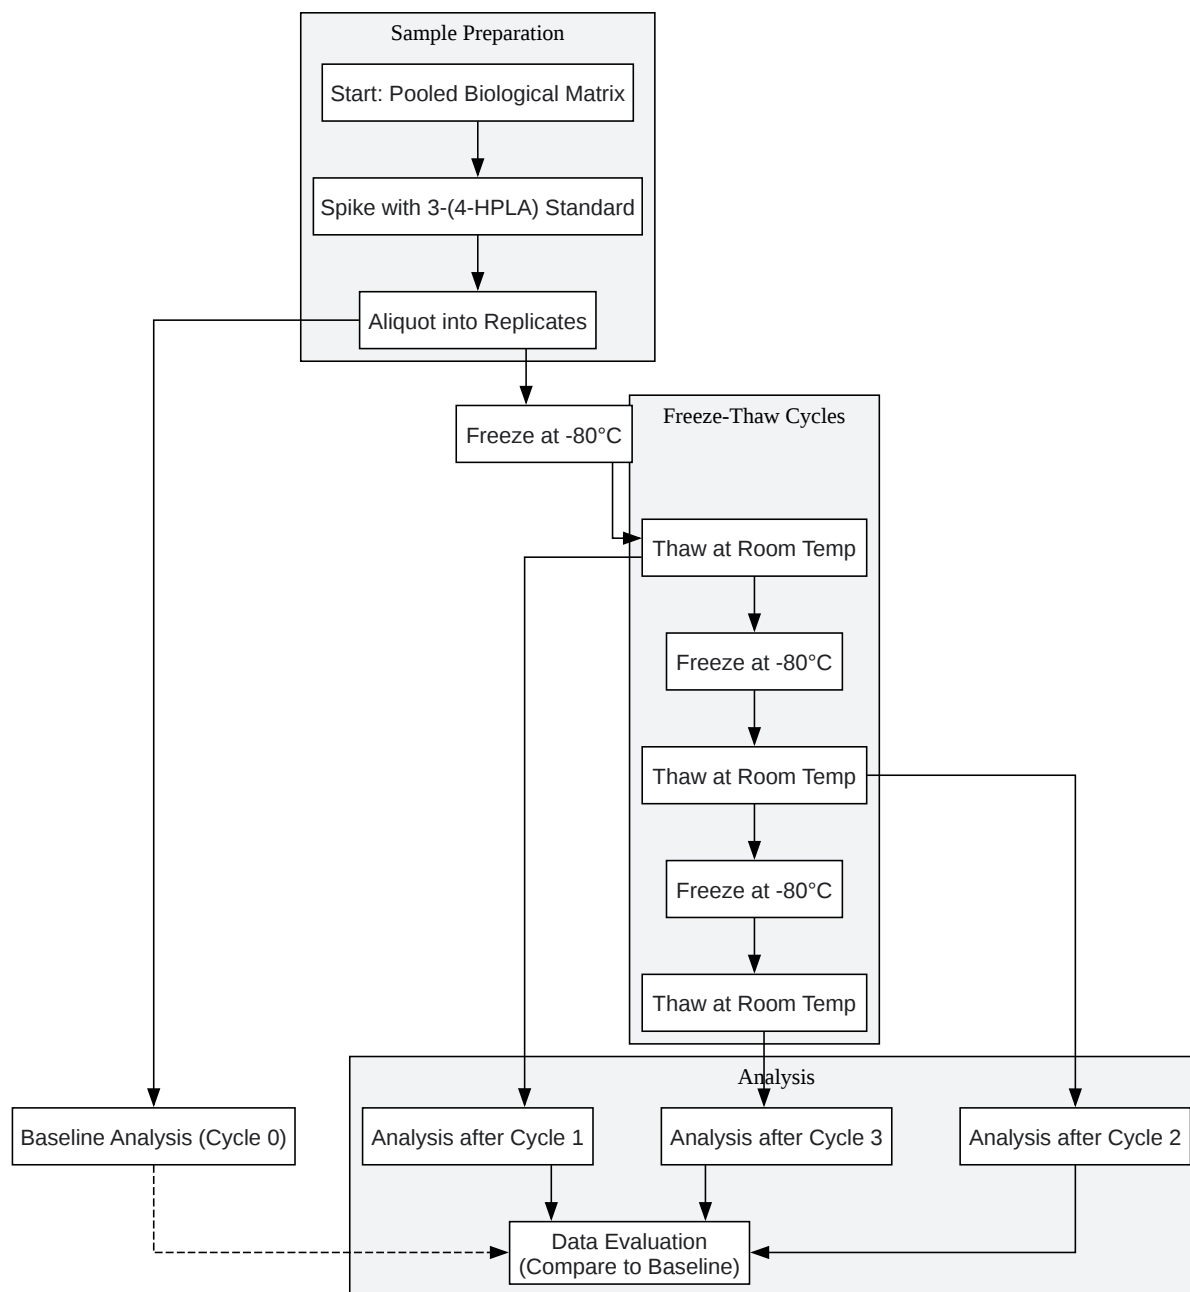 Sample Preparation
Start: Pooled Biological Matrix
Spike with 3-(4-HPLA) Standard
Aliquot into Replicates
Freeze at -80°C
Freeze-Thaw Cycles
Thaw at Room Temp
Freeze at -80°C
Thaw at Room Temp
Freeze at -80°C
Thaw at Room Temp
Analysis
Baseline Analysis (Cycle 0)
Analysis after Cycle 1
Analysis after Cycle 3
Analysis after Cycle 2
Data Evaluation
(Compare to Baseline)